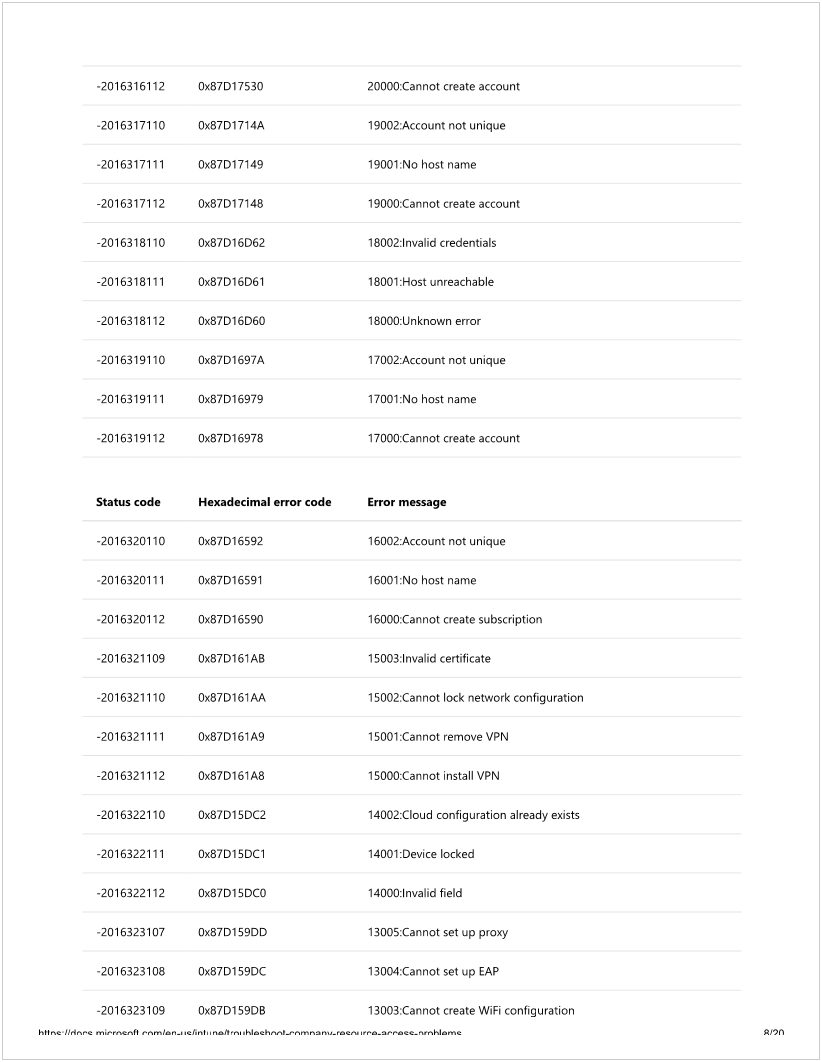 -2016316112 0x87D17530 20000:Cannot create account
-2016317110 0x87D1714A 19002:Account not unique
-2016317111 0x87D17149 19001:No host name
-2016317112 0x87D17148 19000:Cannot create account
-2016318110 0x87D16D62 18002:Invalid credentials
-2016318111 0x87D16D61 18001:Host unreachable
-2016318112 0x87D16D60 18000:Unknown error
-2016319110 0x87D1697A 17002:Account not unique
-2016319111 0x87D16979 17001:No host name
-2016319112 0x87D16978 17000:Cannot create account
Status code Hexadecimal error code Error message
-2016320110 0x87D16592 16002:Account not unique
-2016320111 0x87D16591 16001:No host name
-2016320112 0x87D16590 16000:Cannot create subscription
-2016321109 0x87D161AB 15003:Invalid certificate
-2016321110 0x87D161AA 15002:Cannot lock network configuration
-2016321111 0x87D161A9 15001:Cannot remove VPN
-2016321112 0x87D161A8 15000:Cannot install VPN
-2016322110 0x87D15DC2 14002:Cloud configuration already exists
-2016322111 0x87D15DC1 14001:Device locked
-2016322112 0x87D15DC0 14000:Invalid field
-2016323107 0x87D159DD 13005:Cannot set up proxy
-2016323108 0x87D159DC 13004:Cannot set up EAP
-2016323109 0x87D159DB 13003:Cannot create WiFi configuration
https://docs.microsoft.com/en-us/intune/troubleshoot-company-resource-access-problems 8/20